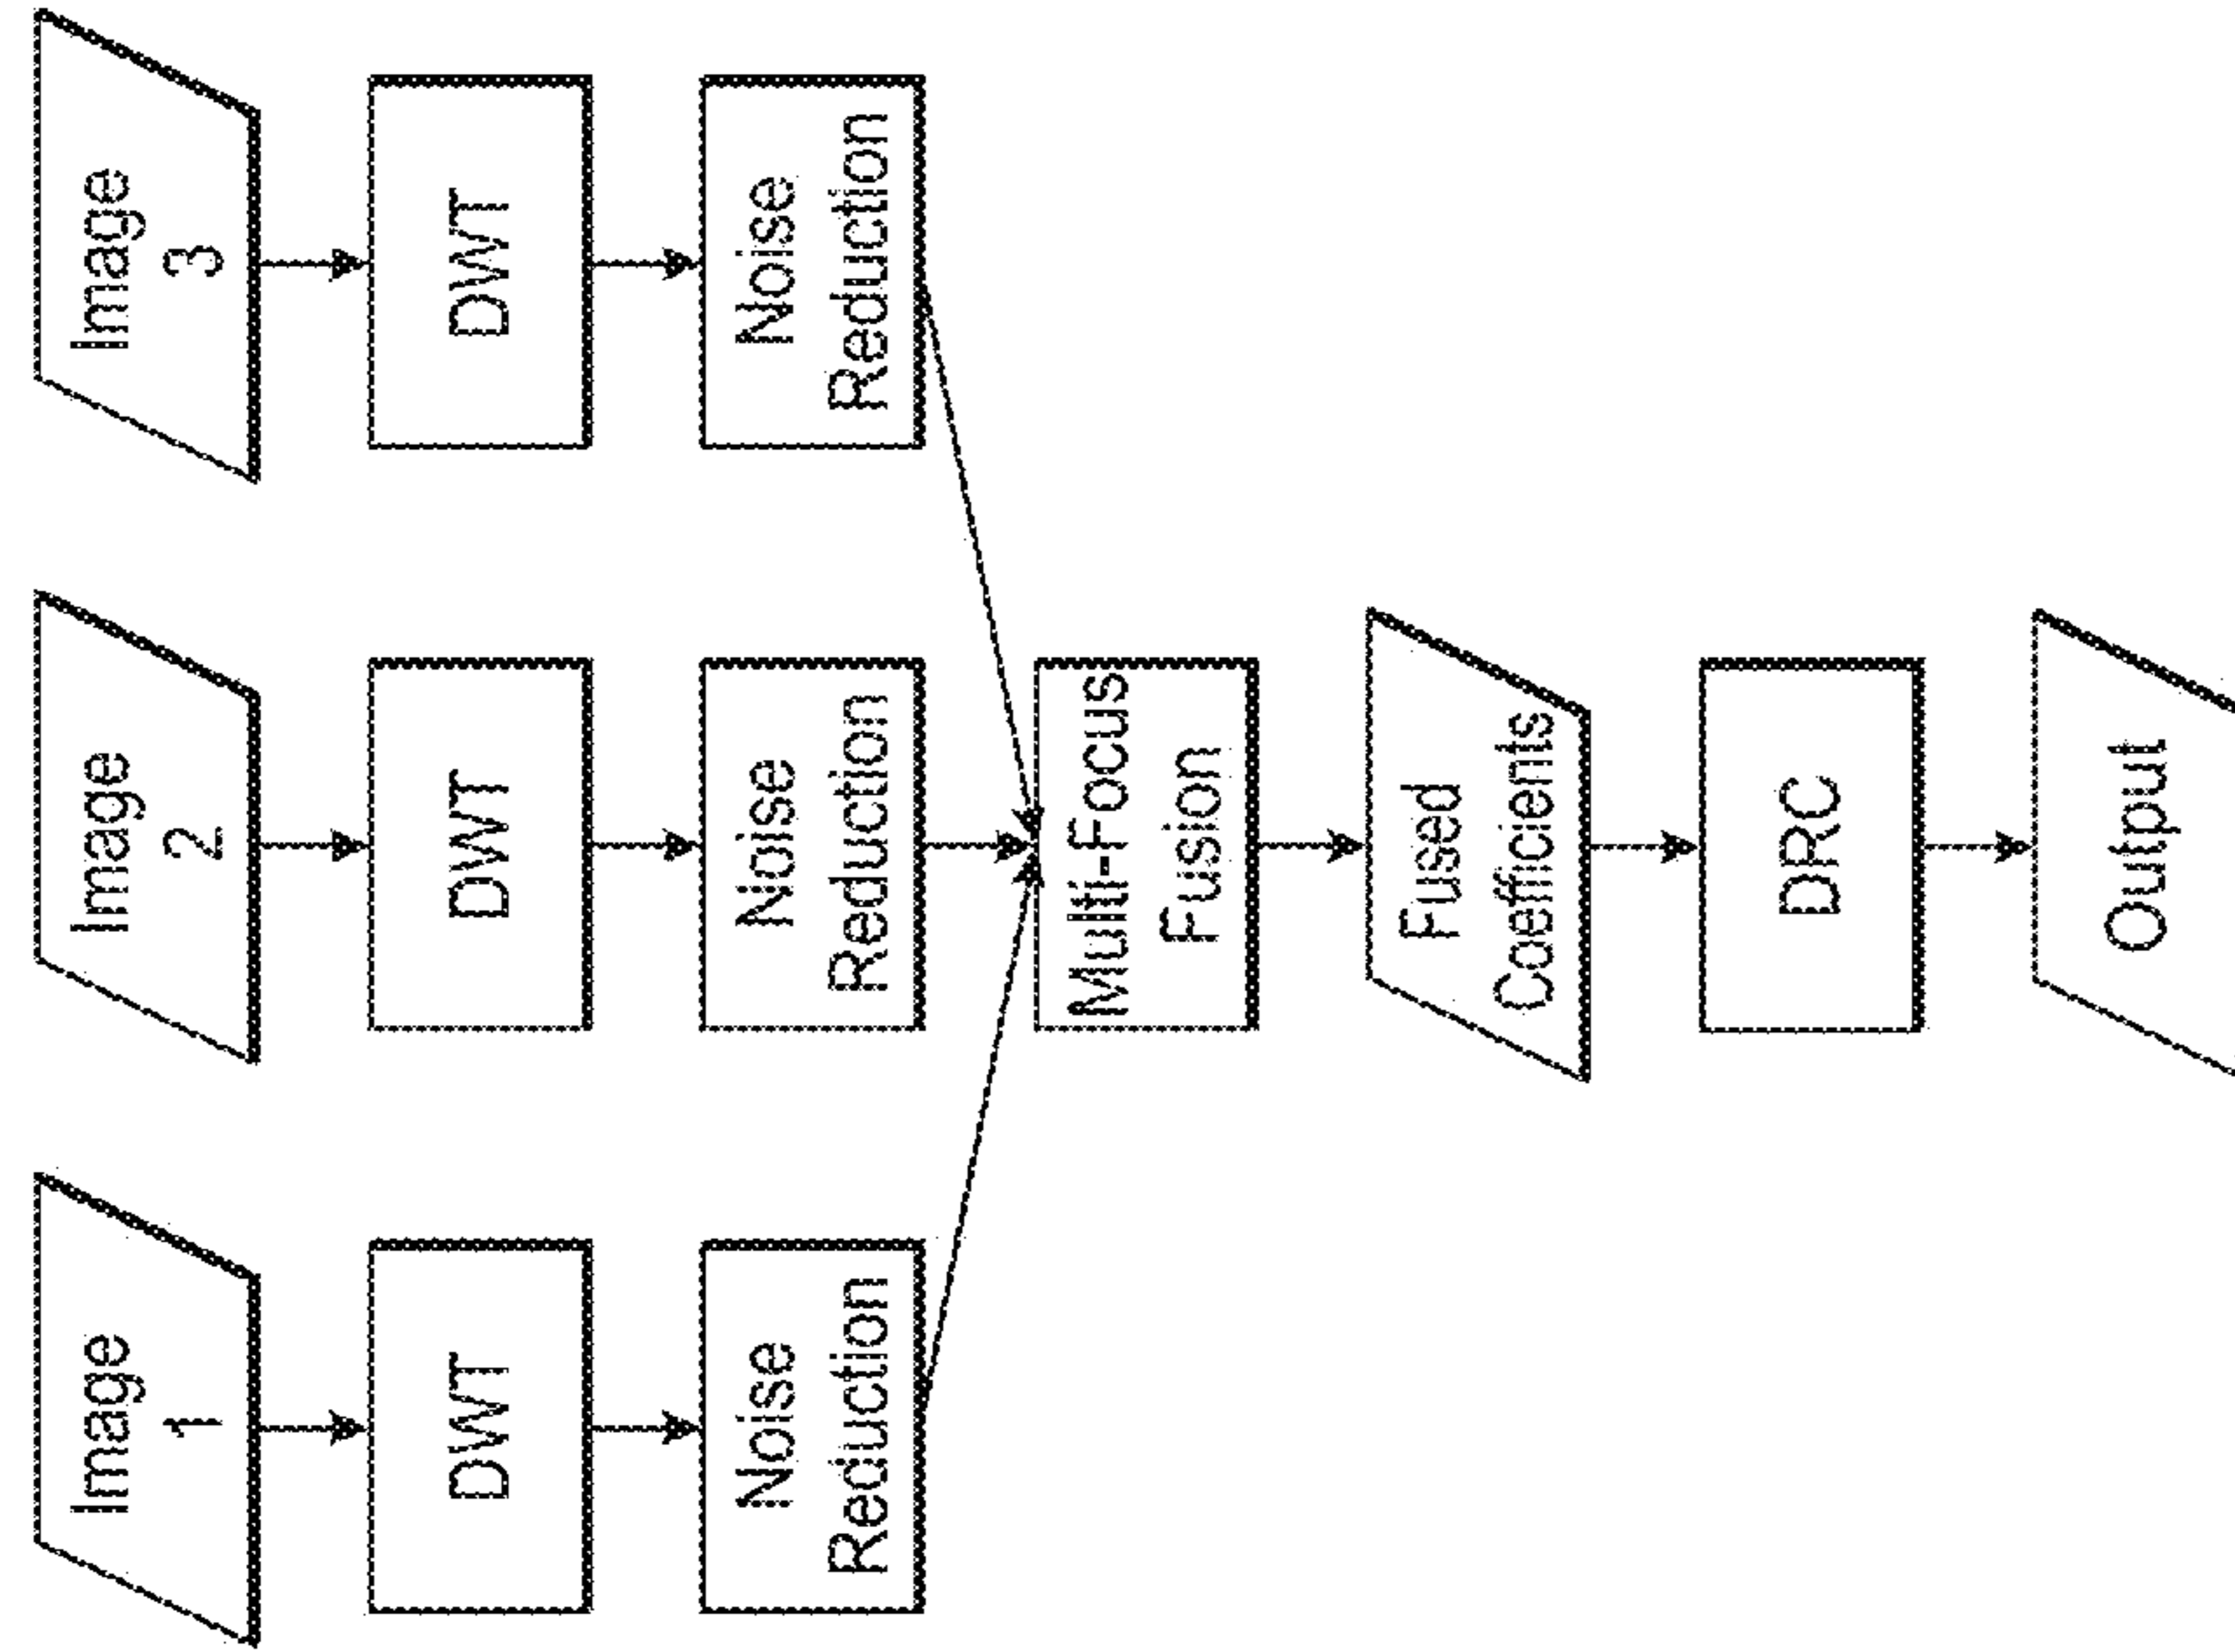 Image
1
Image
2
Image
3
DWT
DWT
DWT
Noise
Reduction
Noise
Reduction
Noise
Reduction
Multi-Focus
Fusion
Fused
Coefficients
DRC
Output